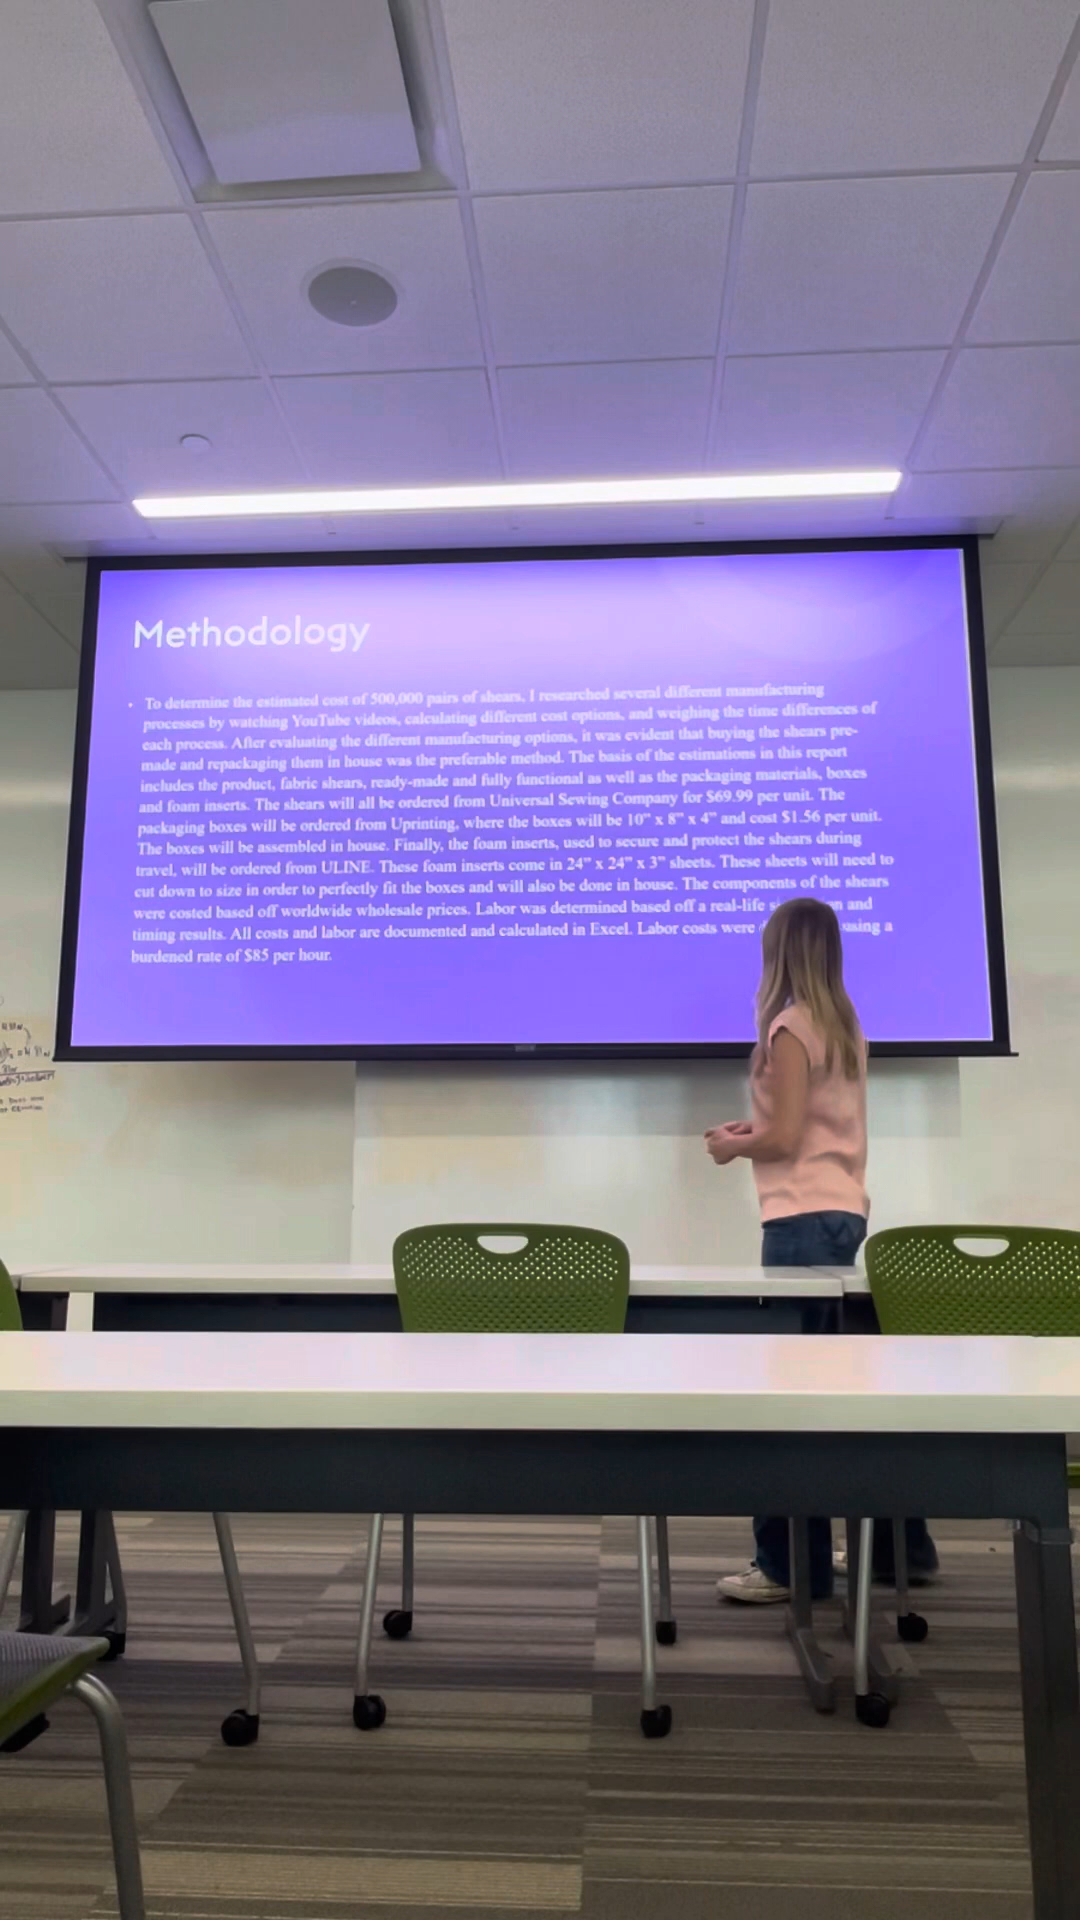 Methodology
• To determine the estimated cost of 500,000 pairs of shears, I researched several different manufacturing
processes by watching YouTube videos, calculating different cost options, and weighing the time differences of
each process. After evaluating the different manufacturing options, it was evident that buying the shears pre-
made and repackaging them in house was the preferable method. The basis of the estimations in this report
includes the product, fabric shears, ready-made and fully functional as well as the packaging materials, boxes
and foam inserts. The shears will all be ordered from Universal Sewing Company for $69.99 per unit. The
packaging boxes will be ordered from Uprinting, where the boxes will be 10" x 8" x 4" and cost $1.56 per unit.
The boxes will be assembled in house. Finally, the foam inserts, used to secure and protect the shears during
travel, will be ordered from ULINE. These foam inserts come in 24" x 24" x 3" sheets. These sheets will need to
cut down to size in order to perfectly fit the boxes and will also be done in house. The components of the shears
were costed based off worldwide wholesale prices. Labor was determined based off a real-life and
timing results. All costs and labor are documented and calculated in Excel. Labor costs were using a
burdened rate of $85 per hour.